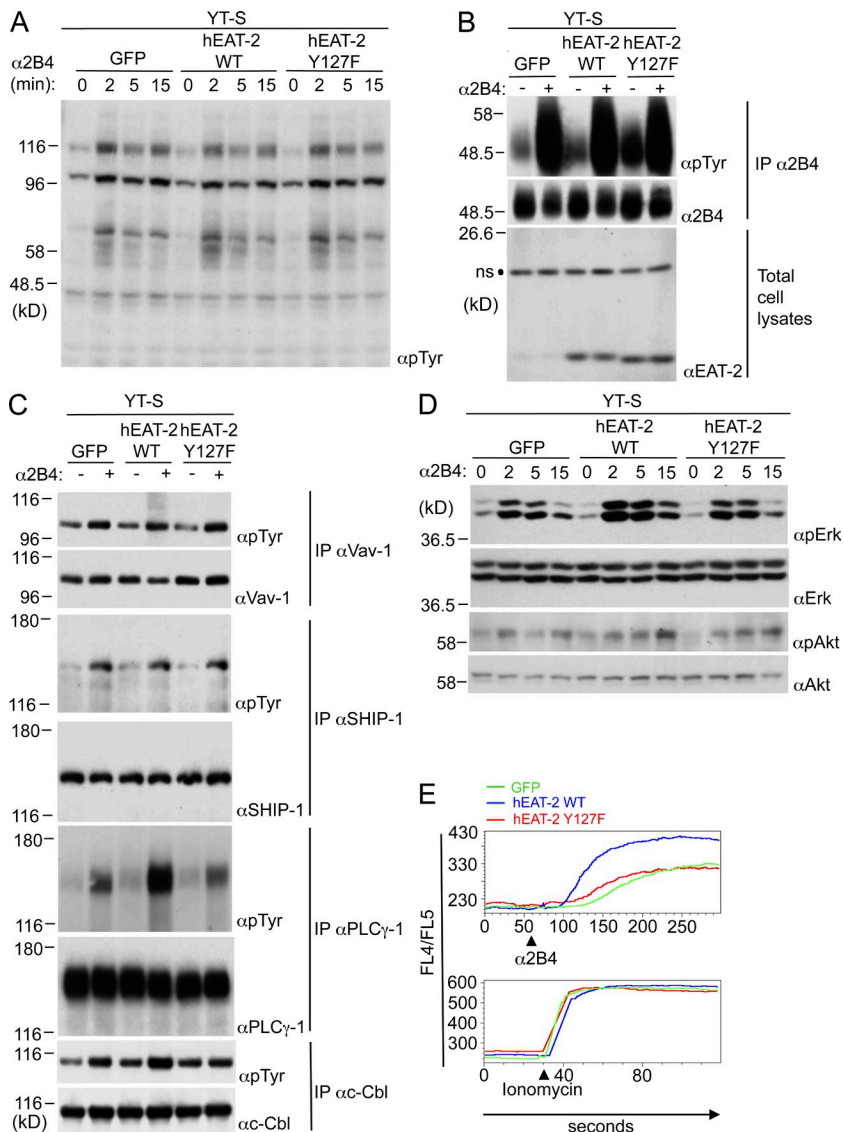 A
YT-S
α2B4
(min):
GFP
hEAT-2
WT
hEAT-2
Y127F
0 2 5 15 0 2 5 15 0 2 5 15
116
96
58
48.5
(kD)
αpTyr
B
YT-S
GFP
hEAT-2
WT
hEAT-2
Y127F
α2B4: - + - + - +
58
48.5
αpTyr
48.5
α2B4
IP α2B4
26.6
ns
(kD)
αEAT-2
Total
cell
lysates
C
YT-S
GFP
hEAT-2
WT
hEAT-2
Y127F
α2B4: - + - + - +
116
96
αpTyr
116
96
αVav-1
IP αVav-1
180
116
αpTyr
180
116
αSHIP-1
IP αSHIP-1
180
116
αpTyr
180
116
αPLCγ-1
IP αPLCγ-1
116
αpTyr
116
(kD)
αc-Cbl
IP αc-Cbl
D
YT-S
GFP
hEAT-2
WT
hEAT-2
Y127F
α2B4: 0 2 5 15 0 2 5 15 0 2 5 15
(kD)
36.5
αpErk
36.5
αErk
58
αpAkt
58
αAkt
E
GFP
hEAT-2 WT
hEAT-2 Y127F
FL4/FL5
430
330
230
0 50 100 150 200 250
α2B4
600
500
400
300
0 40 80
Ionomycin
seconds